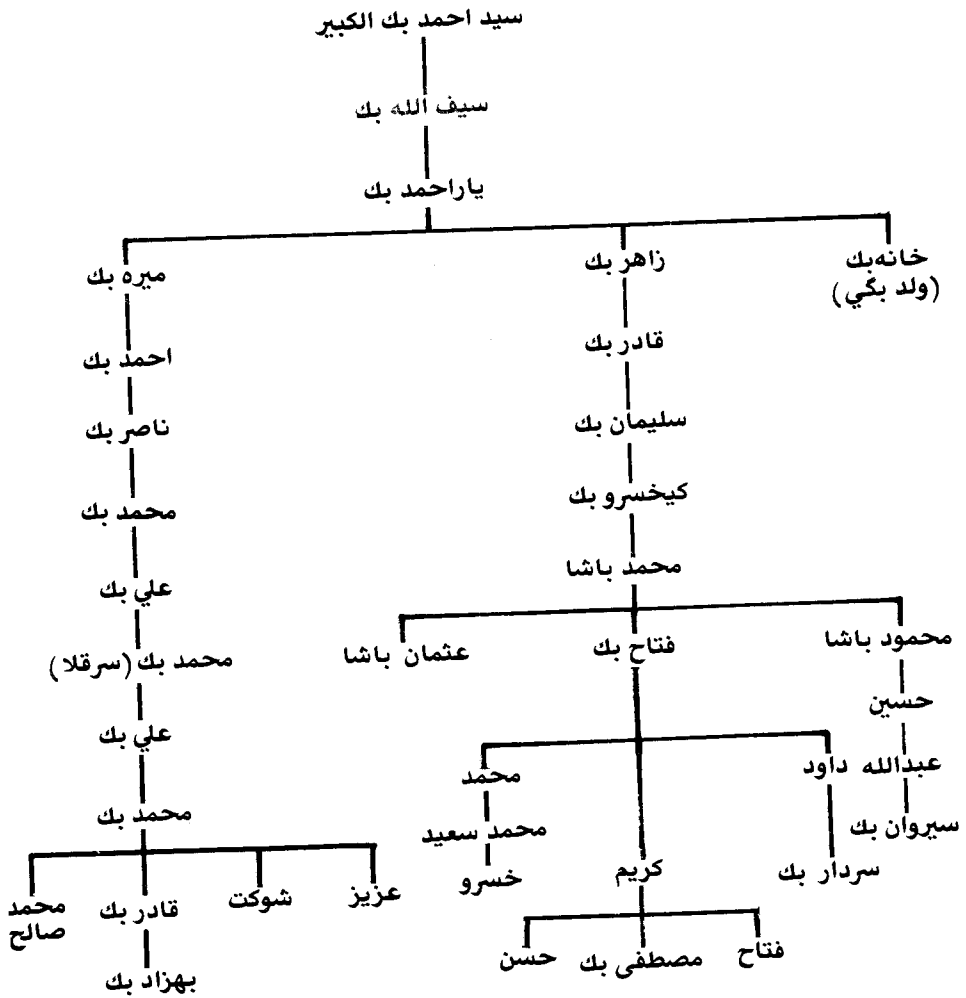 سيد احمد بك الكبير
سيف الله بك
ياراحمد بك
خانه‌بك
(ولد بگي)
زاهر بك
ميره بك
قادر بك
احمد بك
سليمان بك
ناصر بك
كيخسرو بك
محمد بك
محمد باشا
علي بك
محمود باشا
فتاح بك
عثمان باشا
محمد بك (سرقلا)
حسين
علي بك
عبدالله
داود
محمد
محمد بك
سيروان بك
محمد سعيد
سردار بك
كريم
خسرو
عزيز
شوكت
قادر بك
محمد
صالح
فتاح
مصطفى بك
حسن
بهزاد بك